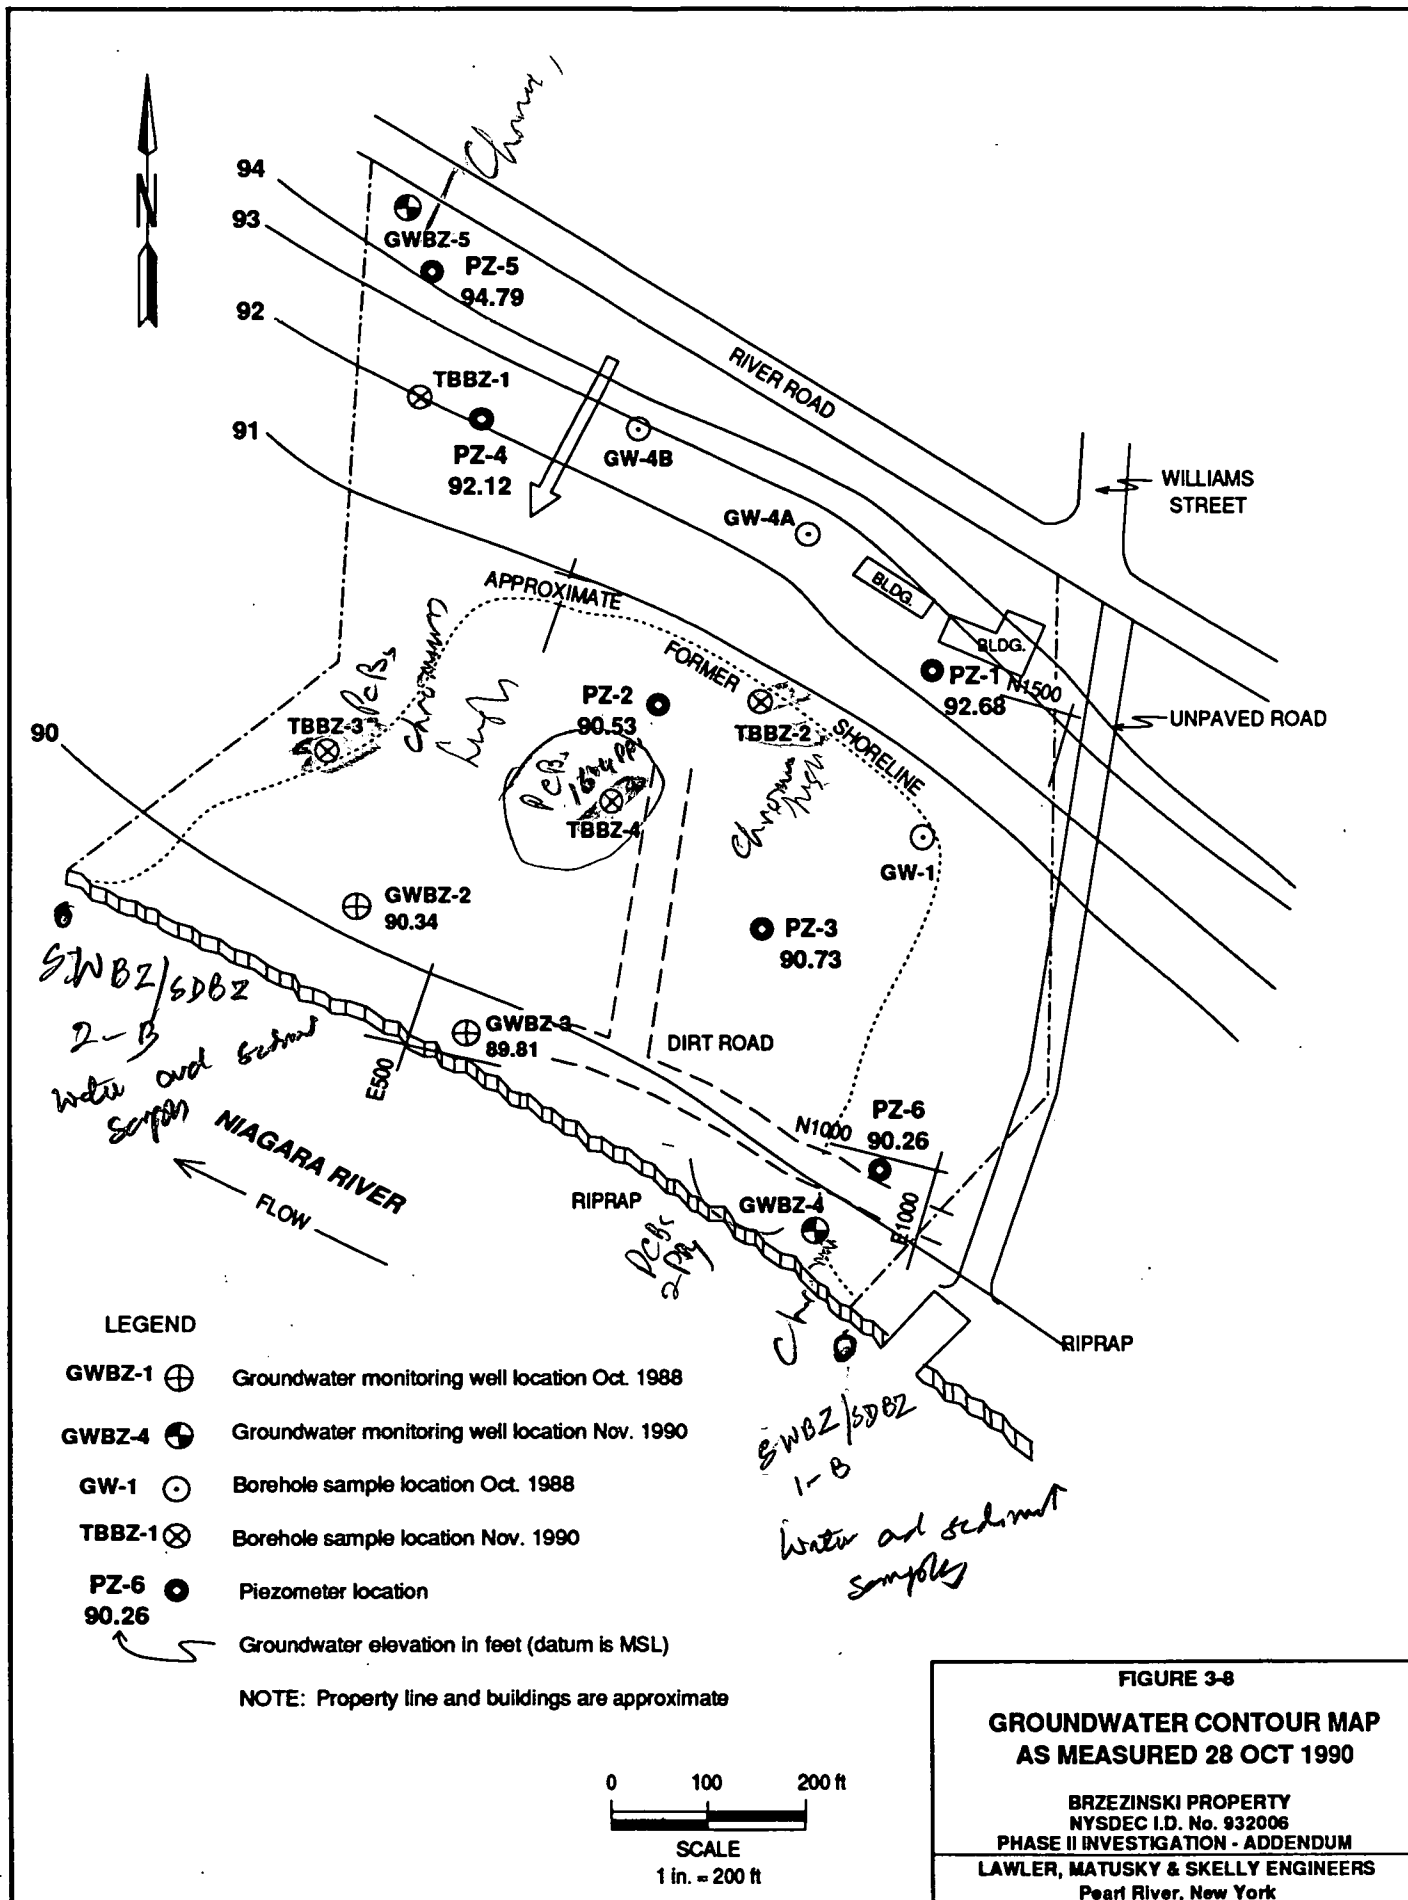 Chrom,
N
94
93
92
91
90
GWBZ-5
PZ-5
94.79
RIVER ROAD
TBBZ-1
PZ-4
92.12
GW-4B
GW-4A
WILLIAMS
STREET
BLDG.
BLDG.
APPROXIMATE
FORMER
SHORELINE
PZ-1
92.68
N1500
UNPAVED ROAD
PCBs
Chromium
high
TBBZ-3
PZ-2
90.53
TBBZ-2
Chromium
high
PCBs
TBBZ-4
GW-1
GWBZ-2
90.34
PZ-3
90.73
GWBZ-3
89.81
DIRT ROAD
E500
SWBZ/SDBZ
2-B
Water and sediment
samples
NIAGARA RIVER
FLOW
PZ-6
90.26
N1000
E1000
RIPRAP
GWBZ-4
PCBs
RIPRAP
SWBZ/SDBZ
1-B
Water and sediment
samples
LEGEND
GWBZ-1 Groundwater monitoring well location Oct. 1988
GWBZ-4 Groundwater monitoring well location Nov. 1990
GW-1 Borehole sample location Oct. 1988
TBBZ-1 Borehole sample location Nov. 1990
PZ-6 Piezometer location
90.26
Groundwater elevation in feet (datum is MSL)
NOTE: Property line and buildings are approximate
0 100 200 ft
SCALE
1 in. = 200 ft
FIGURE 3-8
GROUNDWATER CONTOUR MAP
AS MEASURED 28 OCT 1990
BRZEZINSKI PROPERTY
NYSDEC I.D. No. 932006
PHASE II INVESTIGATION - ADDENDUM
LAWLER, MATUSKY & SKELLY ENGINEERS
Pearl River, New York